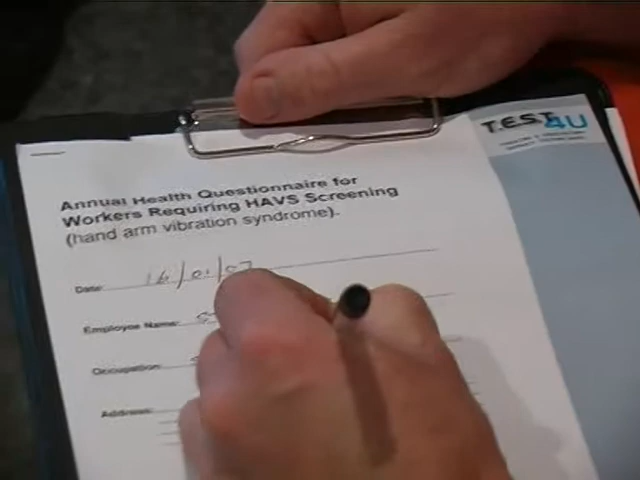 TEST4U
Annual Health Questionnaire for
Workers Requiring HAVS Screening
(hand arm vibration syndrome).
Date: 16/01/07
Employee Name:
Occupation:
Address: